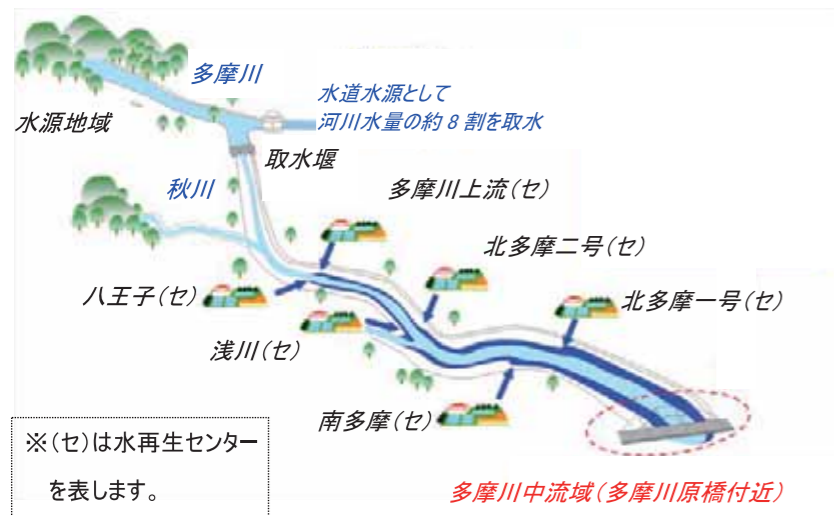 多摩川
水道水源として
河川水量の約8割を取水
水源地域
取水堰
秋川
多摩川上流(セ)
北多摩二号(セ)
八王子(セ)
北多摩一号(セ)
浅川(セ)
南多摩(セ)
※(セ)は水再生センター
を表します。
多摩川中流域(多摩川原橋付近)